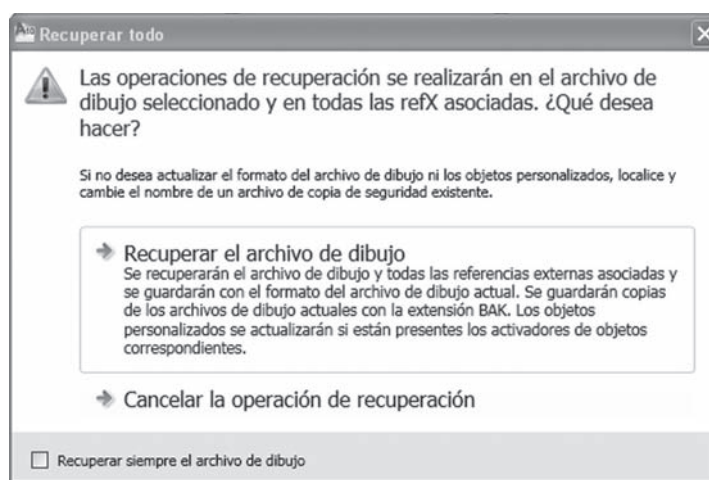 Recuperar todo
Las operaciones de recuperación se realizarán en el archivo de
dibujo seleccionado y en todas las refX asociadas. ¿Qué desea
hacer?
Si no desea actualizar el formato del archivo de dibujo ni los objetos personalizados, localice y
cambie el nombre de un archivo de copia de seguridad existente.
Recuperar el archivo de dibujo
Se recuperarán el archivo de dibujo y todas las referencias externas asociadas y
se guardarán con el formato del archivo de dibujo actual. Se guardarán copias
de los archivos de dibujo actuales con la extensión BAK. Los objetos
personalizados se actualizarán si están presentes los activadores de objetos
correspondientes.
Cancelar la operación de recuperación
Recuperar siempre el archivo de dibujo